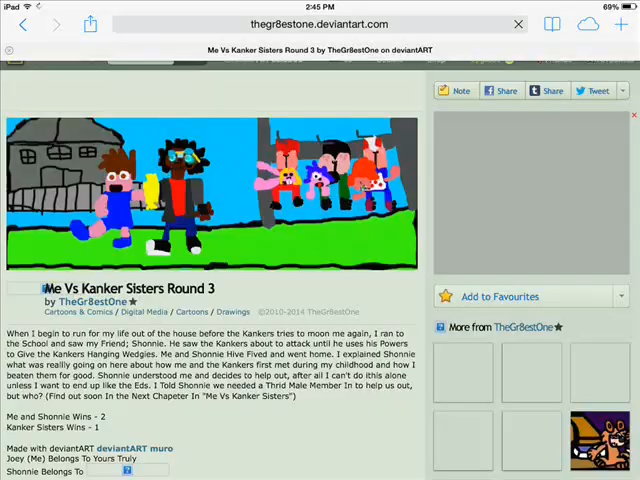 iPad
2:45 PM
69%
thegr8estone.deviantart.com
Me Vs Kanker Sisters Round 3 by TheGr8estOne on deviantART
Note
Share
Share
Tweet
Me Vs Kanker Sisters Round 3
by TheGr8estOne
Cartoons & Comics / Digital Media / Cartoons / Drawings ©2010-2014 TheGr8estOne
Add to Favourites
More from TheGr8estOne
When I begin to run for my life out of the house before the Kankers tries to moon me again, I ran to
the School and saw my Friend; Shonnie. He saw the Kankers about to attack until he uses his Powers
to Give the Kankers Hanging Wedgies. Me and Shonnie Hive Fived and went home. I explained Shonnie
what was reallly going on here about how me and the Kankers first met during my childhood and how I
beaten them for good. Shonnie understood me and decides to help out, after all I can't do ithis alone
unless I want to end up like the Eds. I Told Shonnie we needed a Thrid Male Member In to help us out,
but who? (Find out soon In the Next Chapeter In "Me Vs Kanker Sisters")
Me and Shonnie Wins - 2
Kanker Sisters Wins - 1
Made with deviantART deviantART muro
Joey (Me) Belongs To Yours Truly
Shonnie Belongs To